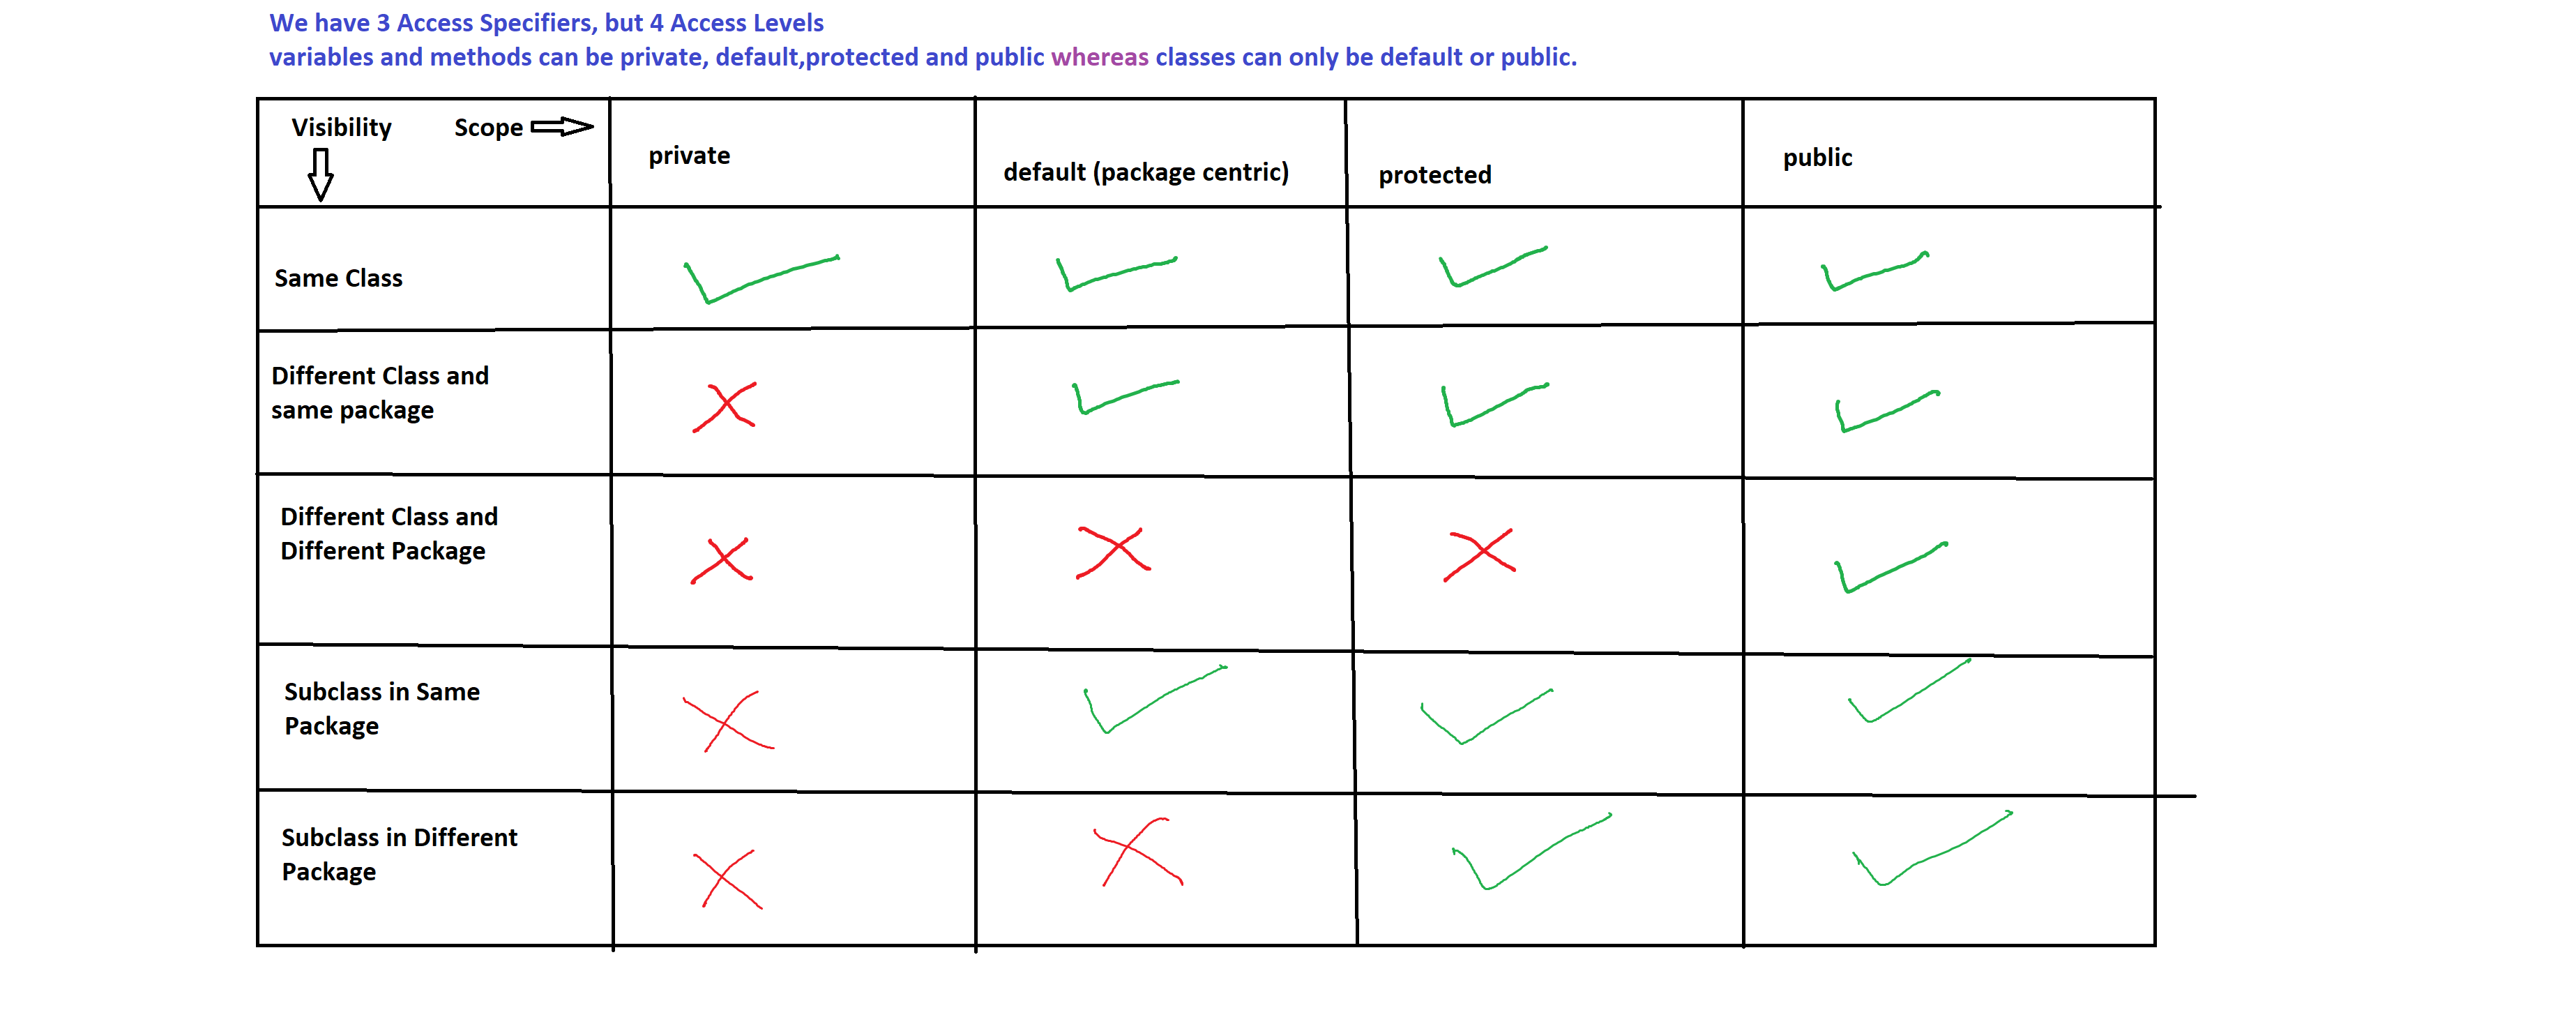 We have 3 Access Specifiers, but 4 Access Levels
variables and methods can be private, default,protected and public whereas classes can only be default or public.
Visibility Scope
private
default (package centric)
protected
public
Same Class
Different Class and
same package
Different Class and
Different Package
Subclass in Same
Package
Subclass in Different
Package